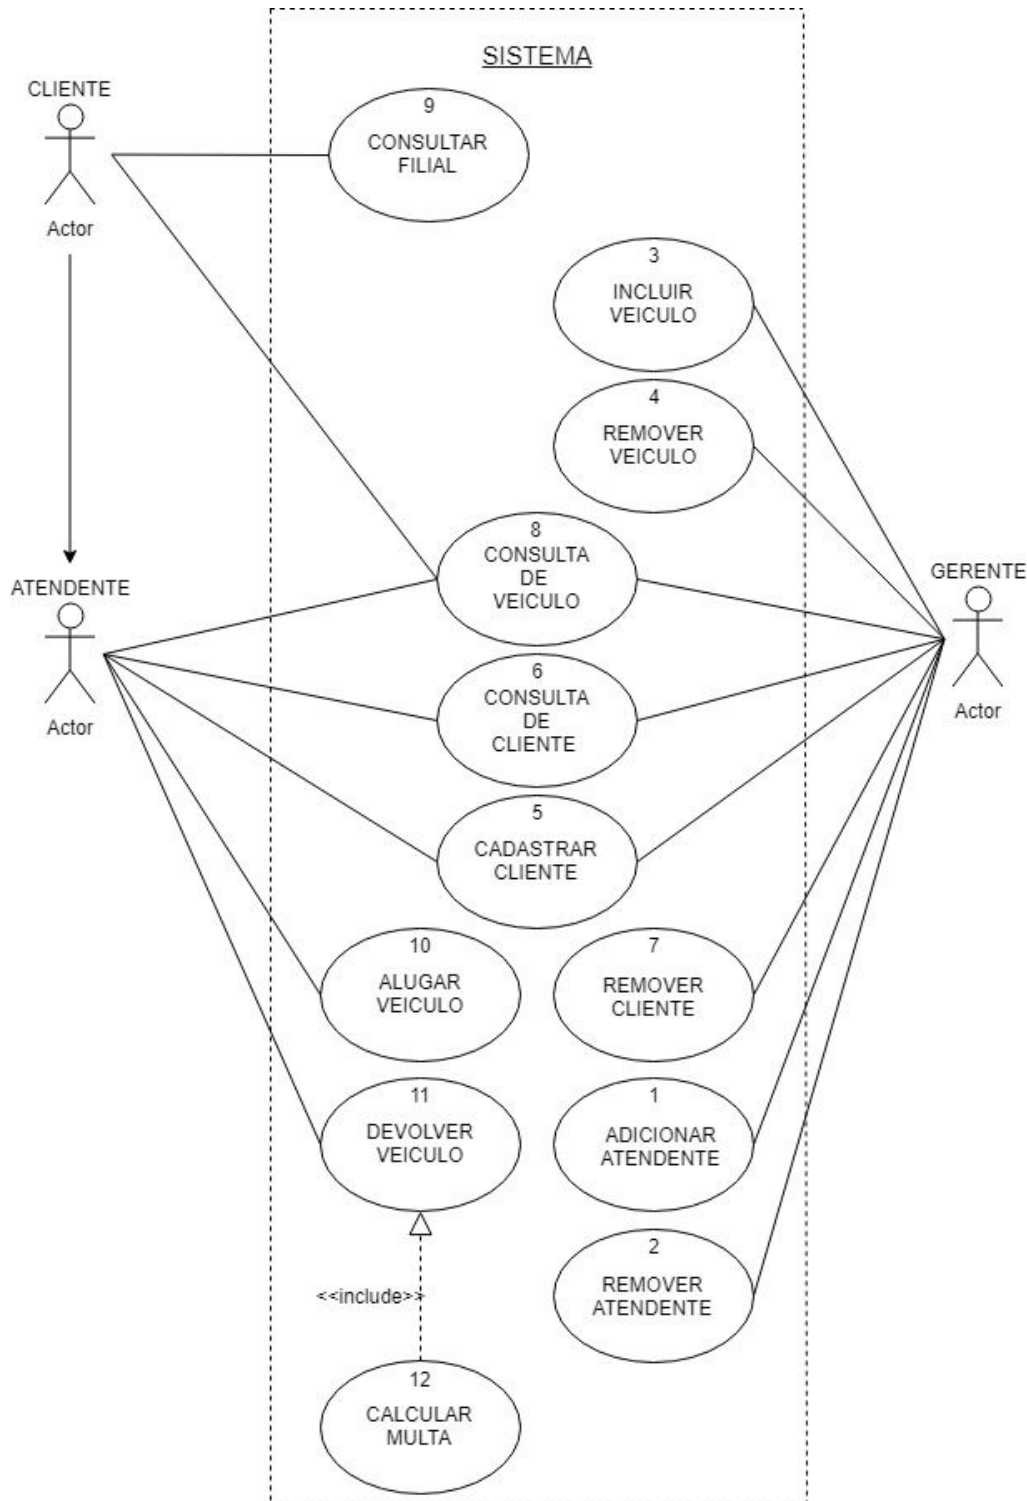 SISTEMA
CLIENTE
Actor
9
CONSULTAR
FILIAL
3
INCLUIR
VEICULO
4
REMOVER
VEICULO
8
CONSULTA
DE
VEICULO
ATENDENTE
Actor
GERENTE
Actor
6
CONSULTA
DE
CLIENTE
5
CADASTRAR
CLIENTE
10
ALUGAR
VEICULO
7
REMOVER
CLIENTE
11
DEVOLVER
VEICULO
1
ADICIONAR
ATENDENTE
2
REMOVER
ATENDENTE
<<include>>
12
CALCULAR
MULTA